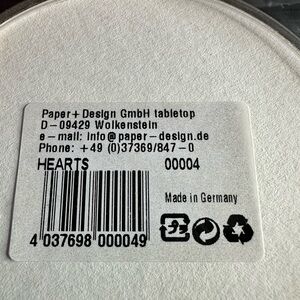 Paper+Design GmbH tabletop
D-09429 Wolkenstein
e-mail: info@paper-design.de
Phone: +49 (0)37369/847-0
HEARTS 00004
Made in Germany
4 037698 000049